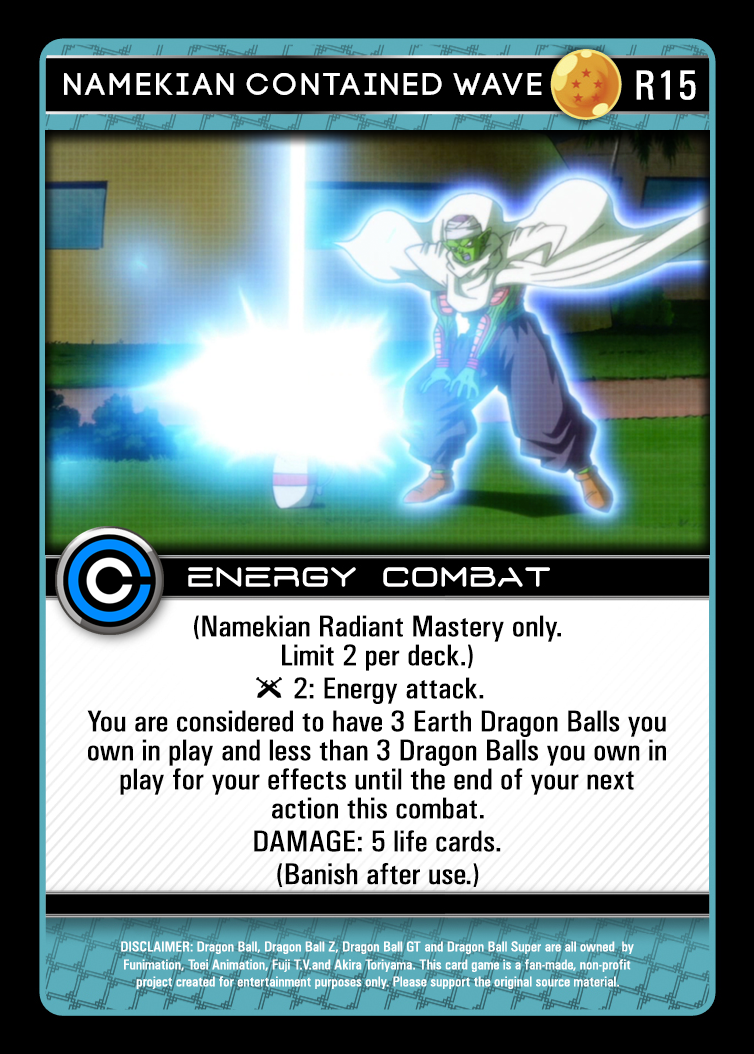 NAMEKIAN CONTAINED WAVE R15
ENERGY COMBAT
(Namekian Radiant Mastery only.
Limit 2 per deck.)
2: Energy attack.
You are considered to have 3 Earth Dragon Balls you
own in play and less than 3 Dragon Balls you own in
play for your effects until the end of your next
action this combat.
DAMAGE: 5 life cards.
(Banish after use.)
DISCLAIMER: Dragon Ball, Dragon Ball Z, Dragon Ball GT and Dragon Ball Super are all owned by
Funimation, Toei Animation, Fuji T.V.and Akira Toriyama. This card game is a fan-made, non-profit
project created for entertainment purposes only. Please support the original source material.